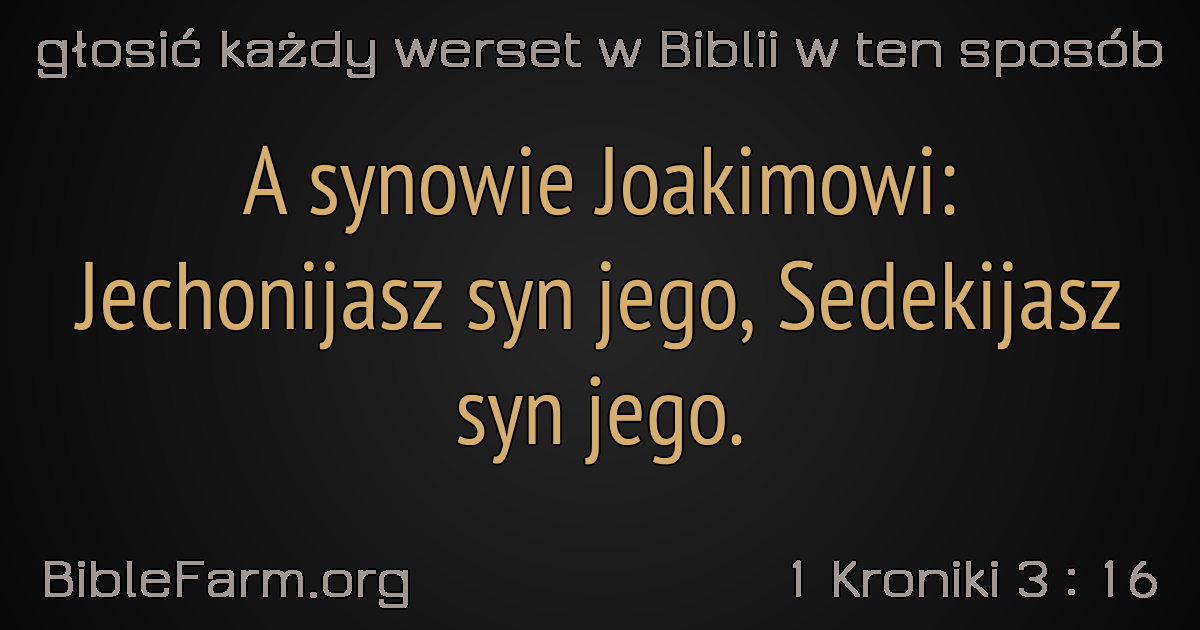 głosić każdy werset w Biblii w ten sposób
A synowie Joakimowi:
Jechonijasz syn jego, Sedekijasz
syn jego.
BibleFarm.org
1 Kroniki 3 : 16